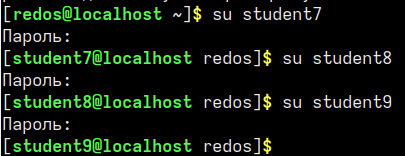 [redos@localhost ~]$ su student7
Пароль:
[student7@localhost redos]$ su student8
Пароль:
[student8@localhost redos]$ su student9
Пароль:
[student9@localhost redos]$